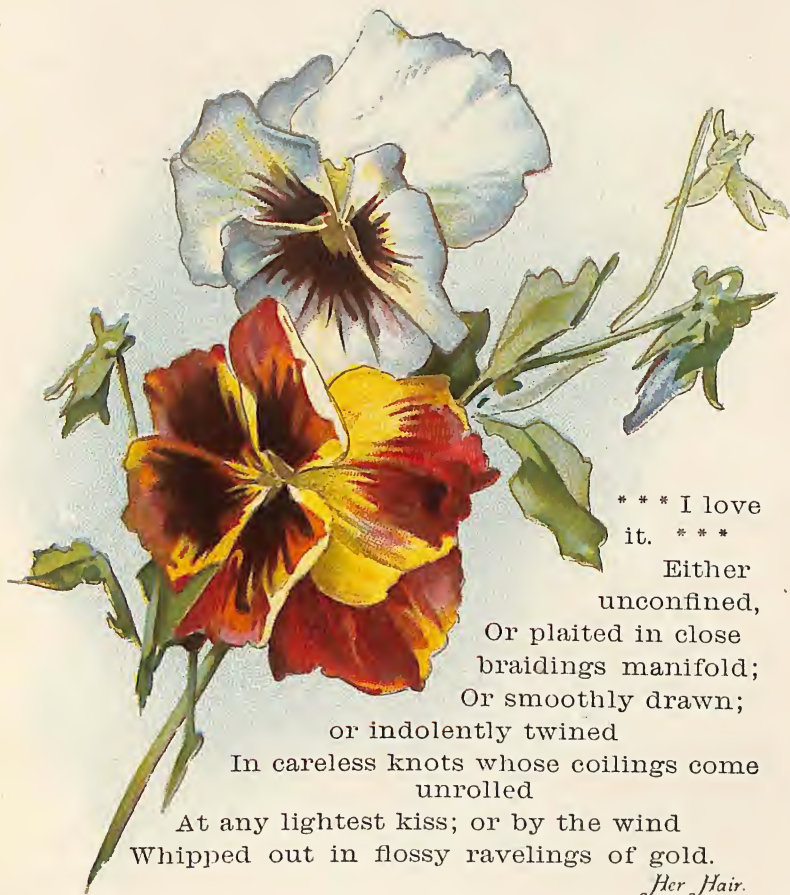 * * * I love
it. * * *
Either
unconfined,
Or plaited in close
braidings manifold;
Or smoothly drawn;
or indolently twined
In careless knots whose coilings come
unrolled
At any lightest kiss; or by the wind
Whipped out in flossy ravelings of gold.
Her Hair.